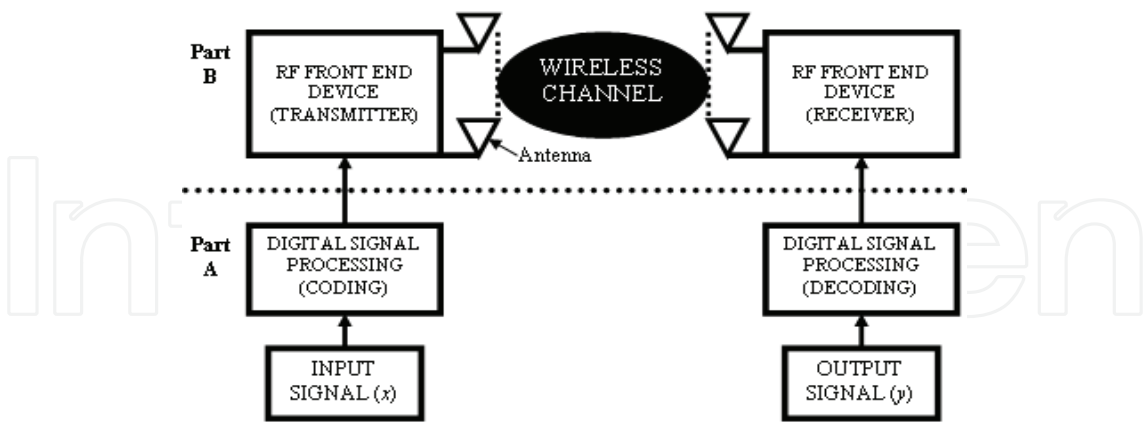 Part
B
RF FRONT END
DEVICE
(TRANSMITTER)
WIRELESS
CHANNEL
RF FRONT END
DEVICE
(RECEIVER)
Antenna
Part
A
DIGITAL SIGNAL
PROCESSING
(CODING)
DIGITAL SIGNAL
PROCESSING
(DECODING)
INPUT
SIGNAL (x)
OUTPUT
SIGNAL (y)